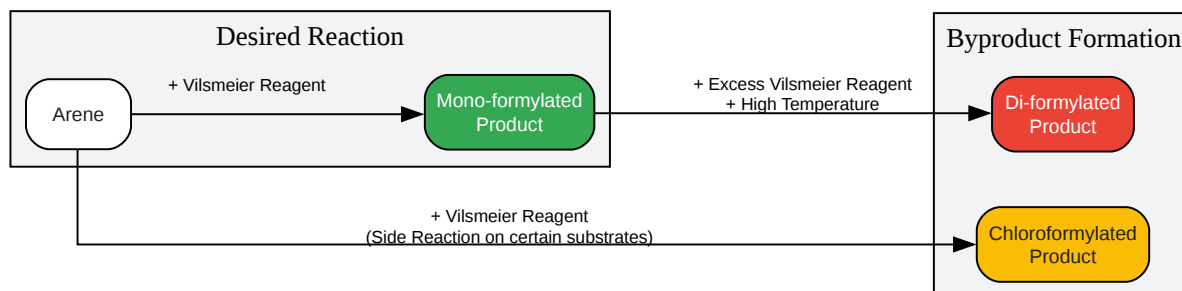 Desired Reaction
Byproduct Formation
Arene
+ Vilsmeier Reagent
Mono-formylated
Product
+ Excess Vilsmeier Reagent
+ High Temperature
Di-formylated
Product
+ Vilsmeier Reagent
(Side Reaction on certain substrates)
Chloroformylated
Product